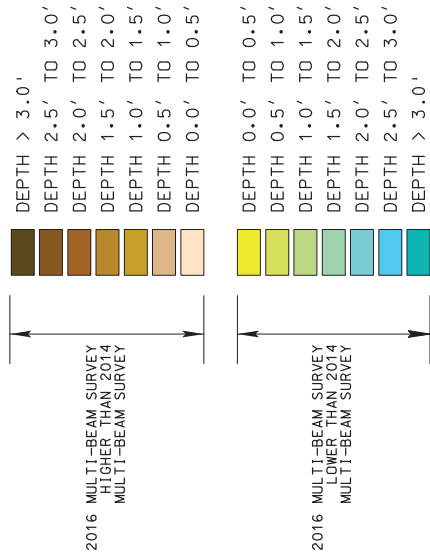 DEPTH > 3.0'
DEPTH 2.5' TO 3.0'
DEPTH 2.0' TO 2.5'
DEPTH 1.5' TO 2.0'
DEPTH 1.0' TO 1.5'
DEPTH 0.5' TO 1.0'
DEPTH 0.0' TO 0.5'
2016 MULTI-BEAM SURVEY
HIGHER THAN 2014
MULTI-BEAM SURVEY
DEPTH 0.0' TO 0.5'
DEPTH 0.5' TO 1.0'
DEPTH 1.0' TO 1.5'
DEPTH 1.5' TO 2.0'
DEPTH 2.0' TO 2.5'
DEPTH 2.5' TO 3.0'
DEPTH > 3.0'
2016 MULTI-BEAM SURVEY
LOWER THAN 2014
MULTI-BEAM SURVEY